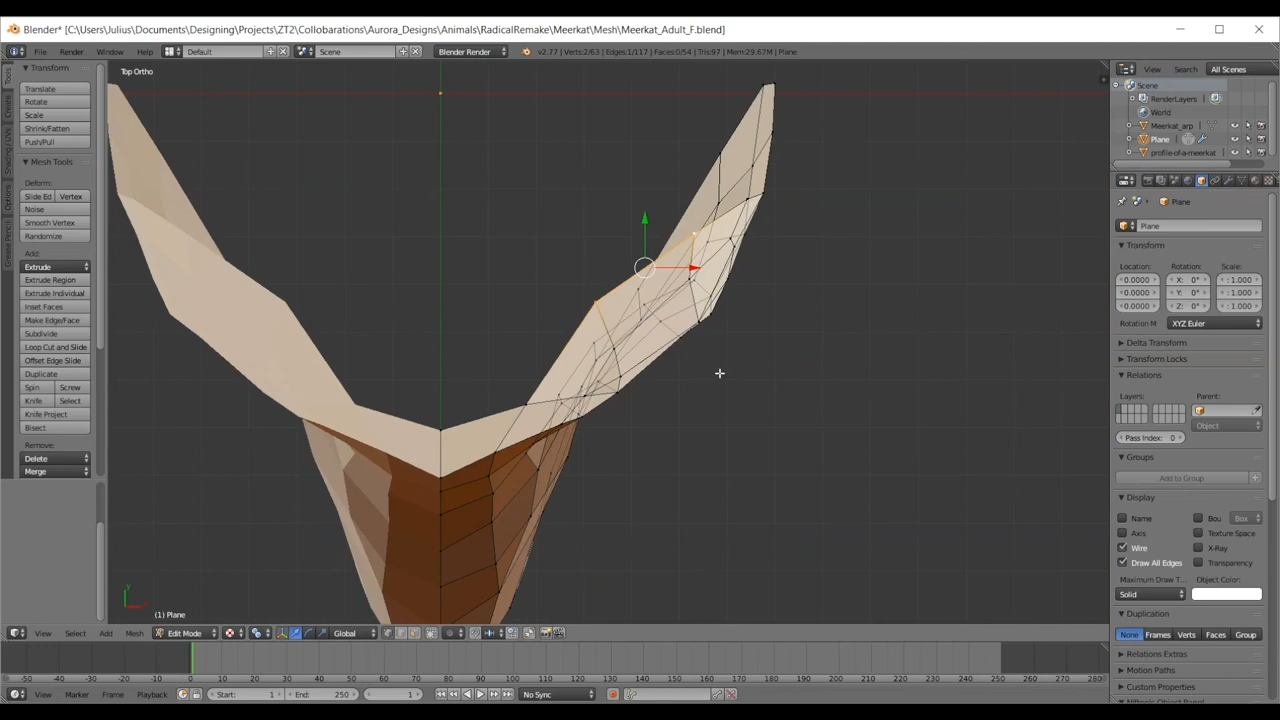 Blender* [C:\Users\Julius\Documents\Designing\Projects\ZT2\Collobarations\Aurora_Designs\Animals\RadicalRemake\Meerkat\Mesh\Meerkat_Adult_F.blend]
File Render Window Help Default Scene Blender Render v2.77 | Verts:2/63 | Edges:1/117 | Faces:0/54 | Tris:97 | Mem:29.67M | Plane
View Search All Scenes
Transform
Top Ortho
Scene
Translate
RenderLayers
Rotate
World
Scale
Meerkat_arp
Shrink/Fatten
Plane
Push/Pull
profile-of-a-meerkat
Mesh Tools
Deform:
Slide Ed Vertex
Plane
Noise
Smooth Vertex
Plane
Randomize
Transform
Add:
Location: Rotation: Scale:
Extrude
0.0000 X: 0° : 1.000
Extrude Region
0.0000 Y: 0° : 1.000
Extrude Individual
0.0000 Z: 0° : 1.000
Inset Faces
Rotation M XYZ Euler
Make Edge/Face
Subdivide
Delta Transform
Loop Cut and Slide
Transform Locks
Offset Edge Slide
Relations
Duplicate
Layers: Parent:
Spin Screw
Knife Select
Object
Knife Project
Pass Index: 0
Bisect
Groups
Remove:
Add to Group
Delete
Merge
Display
Name Bou Box
Axis Texture Space
Wire X-Ray
Draw All Edges Transparency
Maximum Draw T... Object Color:
Solid
Duplication
None Frames Verts Faces Group
Relations Extras
Motion Paths
Custom Properties
Tools
Create
Shading / UVs
Options
Grease Pencil
(1) Plane
View Select Add Mesh Edit Mode Global
-50 -40 -30 -20 -10 0 10 20 30 40 50 60 70 80 90 100 110 120 130 140 150 160 170 180 190 200 210 220 230 240 250 260 270 280
View Marker Frame Playback Start: 1 End: 250 1 No Sync